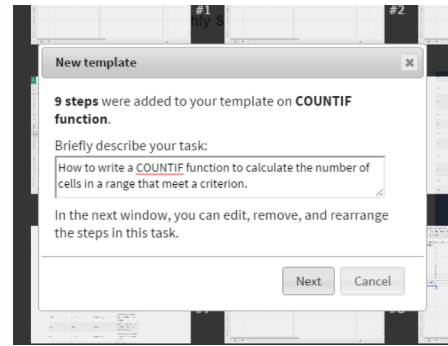 #1
#2
New template
9 steps were added to your template on COUNTIF
function.
Briefly describe your task:
How to write a COUNTIF function to calculate the number of
cells in a range that meet a criterion.
In the next window, you can edit, remove, and rearrange
the steps in this task.
Next
Cancel